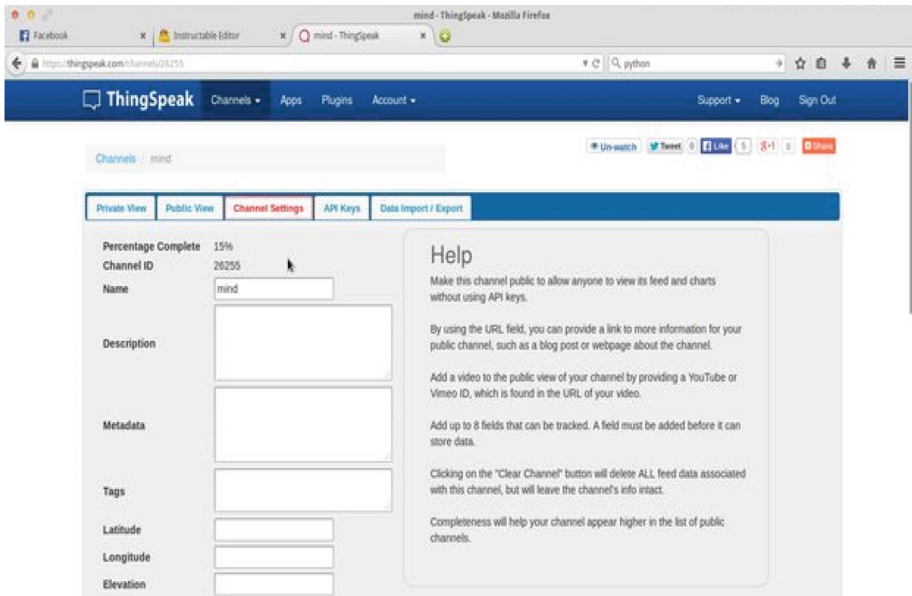 mind - ThingSpeak - Mozilla Firefox
Facebook × Instructable Editor × mind - ThingSpeak ×
https://thingspeak.com/channels/26255 python
ThingSpeak Channels Apps Plugins Account Support Blog Sign Out
Channels / mind
Un-watch Tweet 0 Like 5 g+1 0 Share
Private View Public View Channel Settings API Keys Data Import / Export
Percentage Complete 15%
Channel ID 26255
Name mind
Description
Metadata
Tags
Latitude
Longitude
Elevation
Help
Make this channel public to allow anyone to view its feed and charts
without using API keys.
By using the URL field, you can provide a link to more information for your
public channel, such as a blog post or webpage about the channel.
Add a video to the public view of your channel by providing a YouTube or
Vimeo ID, which is found in the URL of your video.
Add up to 8 fields that can be tracked. A field must be added before it can
store data.
Clicking on the "Clear Channel" button will delete ALL feed data associated
with this channel, but will leave the channel's info intact.
Completeness will help your channel appear higher in the list of public
channels.